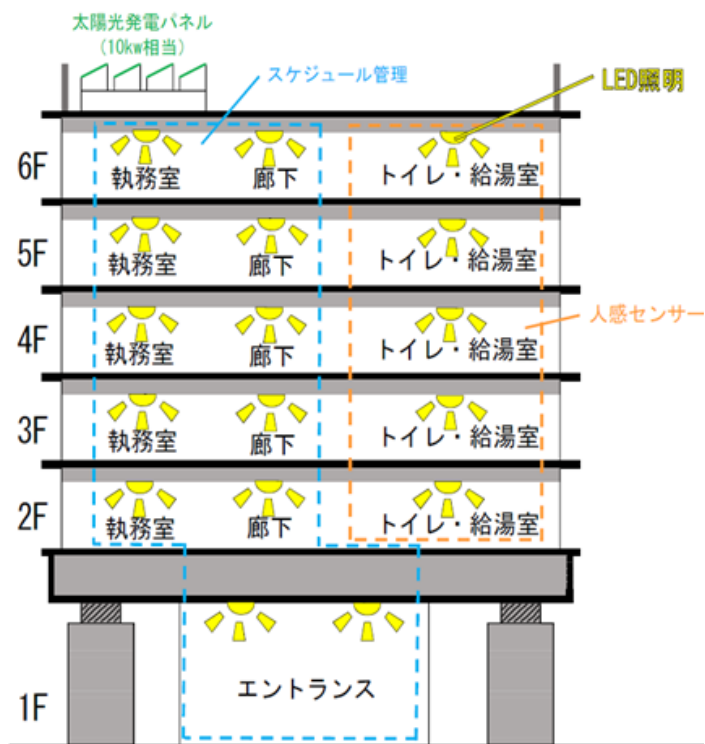 太陽光発電パネル
(10kw相当)
スケジュール管理
LED照明
6F
執務室
廊下
トイレ・給湯室
5F
執務室
廊下
トイレ・給湯室
人感センサー
4F
執務室
廊下
トイレ・給湯室
3F
執務室
廊下
トイレ・給湯室
2F
執務室
廊下
トイレ・給湯室
エントランス
1F